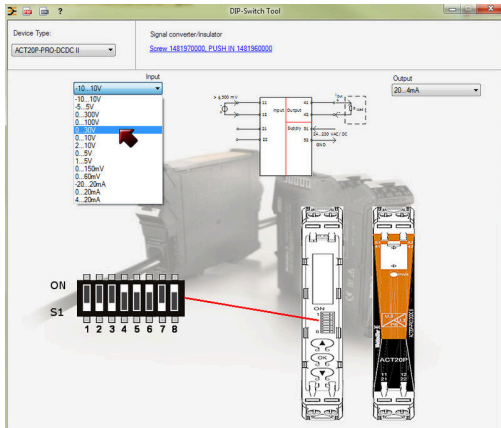 DIP-Switch Tool
?
Device Type:
ACT20P-PRO-DCDC II
Signal converter/insulator
Screw 1481970000, PUSH IN 1481960000
Input
-10...10V
-10...10V
-5...5V
0...300V
0...100V
0...30V
0...10V
2...10V
0...5V
1...5V
0...150mV
0...60mV
-20...20mA
0...20mA
4...20mA
Output
20...4mA
Input Output
Supply
GND
ON
S1
1 2 3 4 5 6 7 8
ON
OK
ACT20P